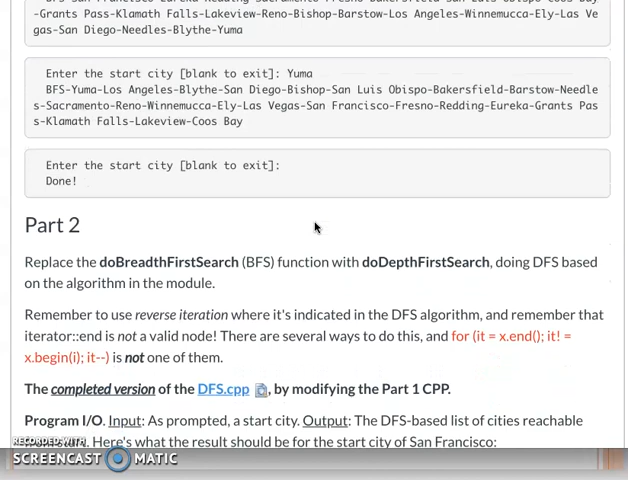 -Grants Pass-Klamath Falls-Lakeview-Reno-Bishop-Barstow-Los Angeles-Winnemucca-Ely-Las Ve
gas-San Diego-Needles-Blythe-Yuma
Enter the start city [blank to exit]: Yuma
BFS-Yuma-Los Angeles-Blythe-San Diego-Bishop-San Luis Obispo-Bakersfield-Barstow-Needle
s-Sacramento-Reno-Winnemucca-Ely-Las Vegas-San Francisco-Fresno-Redding-Eureka-Grants Pas
s-Klamath Falls-Lakeview-Coos Bay
Enter the start city [blank to exit]:
Done!
Part 2
Replace the doBreadthFirstSearch (BFS) function with doDepthFirstSearch, doing DFS based
on the algorithm in the module.
Remember to use reverse iteration where it's indicated in the DFS algorithm, and remember that
iterator::end is not a valid node! There are several ways to do this, and for (it = x.end(); it! =
x.begin(i); it--) is not one of them.
The completed version of the DFS.cpp, by modifying the Part 1 CPP.
Program I/O. Input: As prompted, a start city. Output: The DFS-based list of cities reachable
Here's what the result should be for the start city of San Francisco:
RECORDED WITH
SCREENCAST MATIC